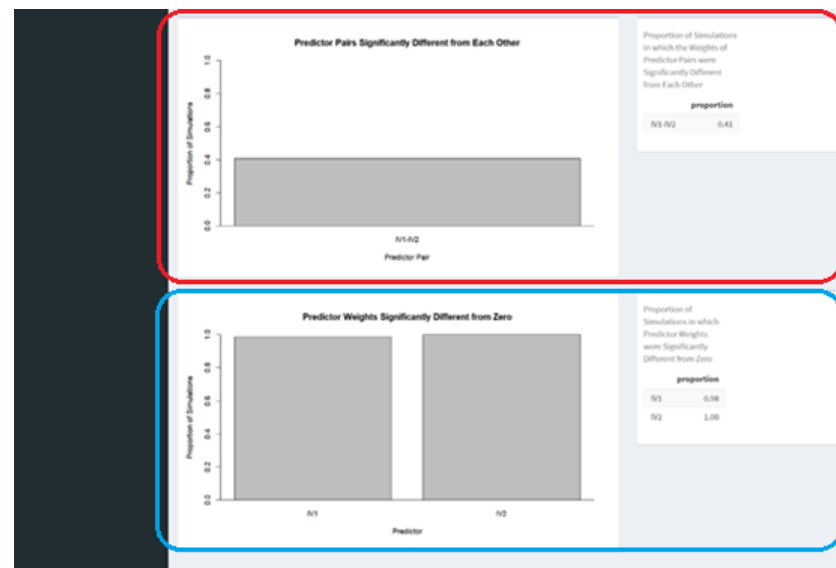 Predictor Pairs Significantly Different from Each Other
Proportion of Simulations
1.0
0.8
0.6
0.4
0.2
0.0
IV1-IV2
Predictor Pair
Proportion of Simulations
in which the Weights of
Predictor Pairs were
Significantly Different
from Each Other
proportion
IV1-IV2 0.41
Predictor Weights Significantly Different from Zero
Proportion of Simulations
1.0
0.8
0.6
0.4
0.2
0.0
IV1 IV2
Predictor
Proportion of
Simulations in which
Predictor Weights
were Significantly
Different from Zero
proportion
IV1 0.98
IV2 1.00